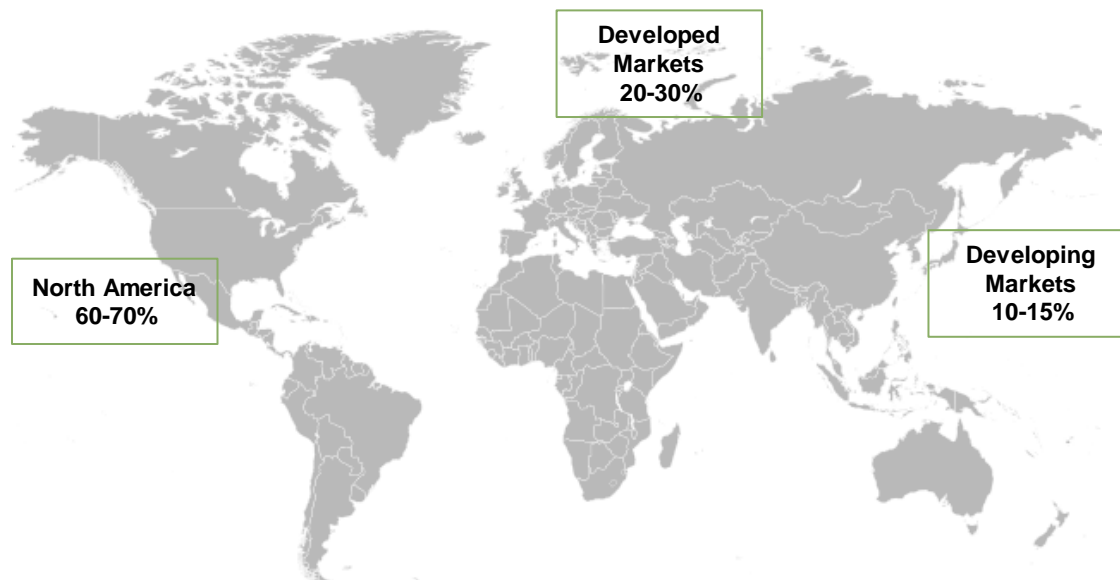 Developed
Markets
20-30%
North America
60-70%
Developing
Markets
10-15%